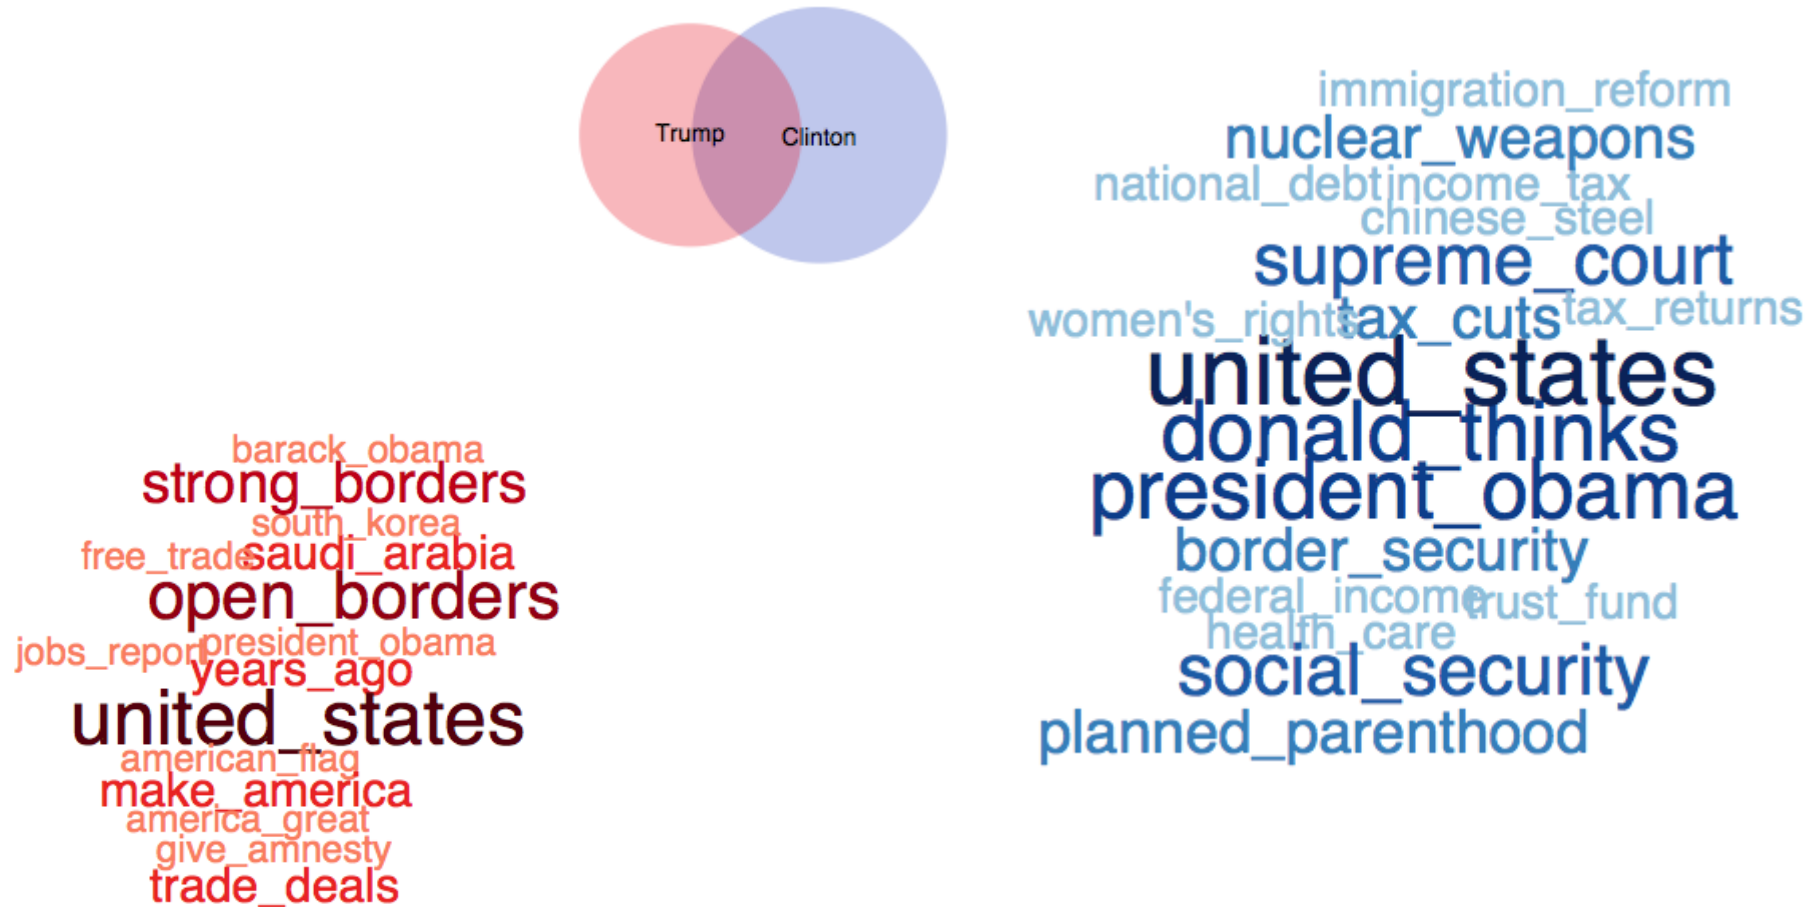 Trump
Clinton
barack_obama
strong_borders
south_korea
free_trade
saudi_arabia
open_borders
president_obama
jobs_report
years_ago
united_states
american_flag
make_america
america_great
give_amnesty
trade_deals
immigration_reform
nuclear_weapons
national_debt
income_tax
chinese_steel
supreme_court
women's_rights
tax_cuts
tax_returns
united_states
donald_thinks
president_obama
border_security
federal_income
trust_fund
health_care
social_security
planned_parenthood